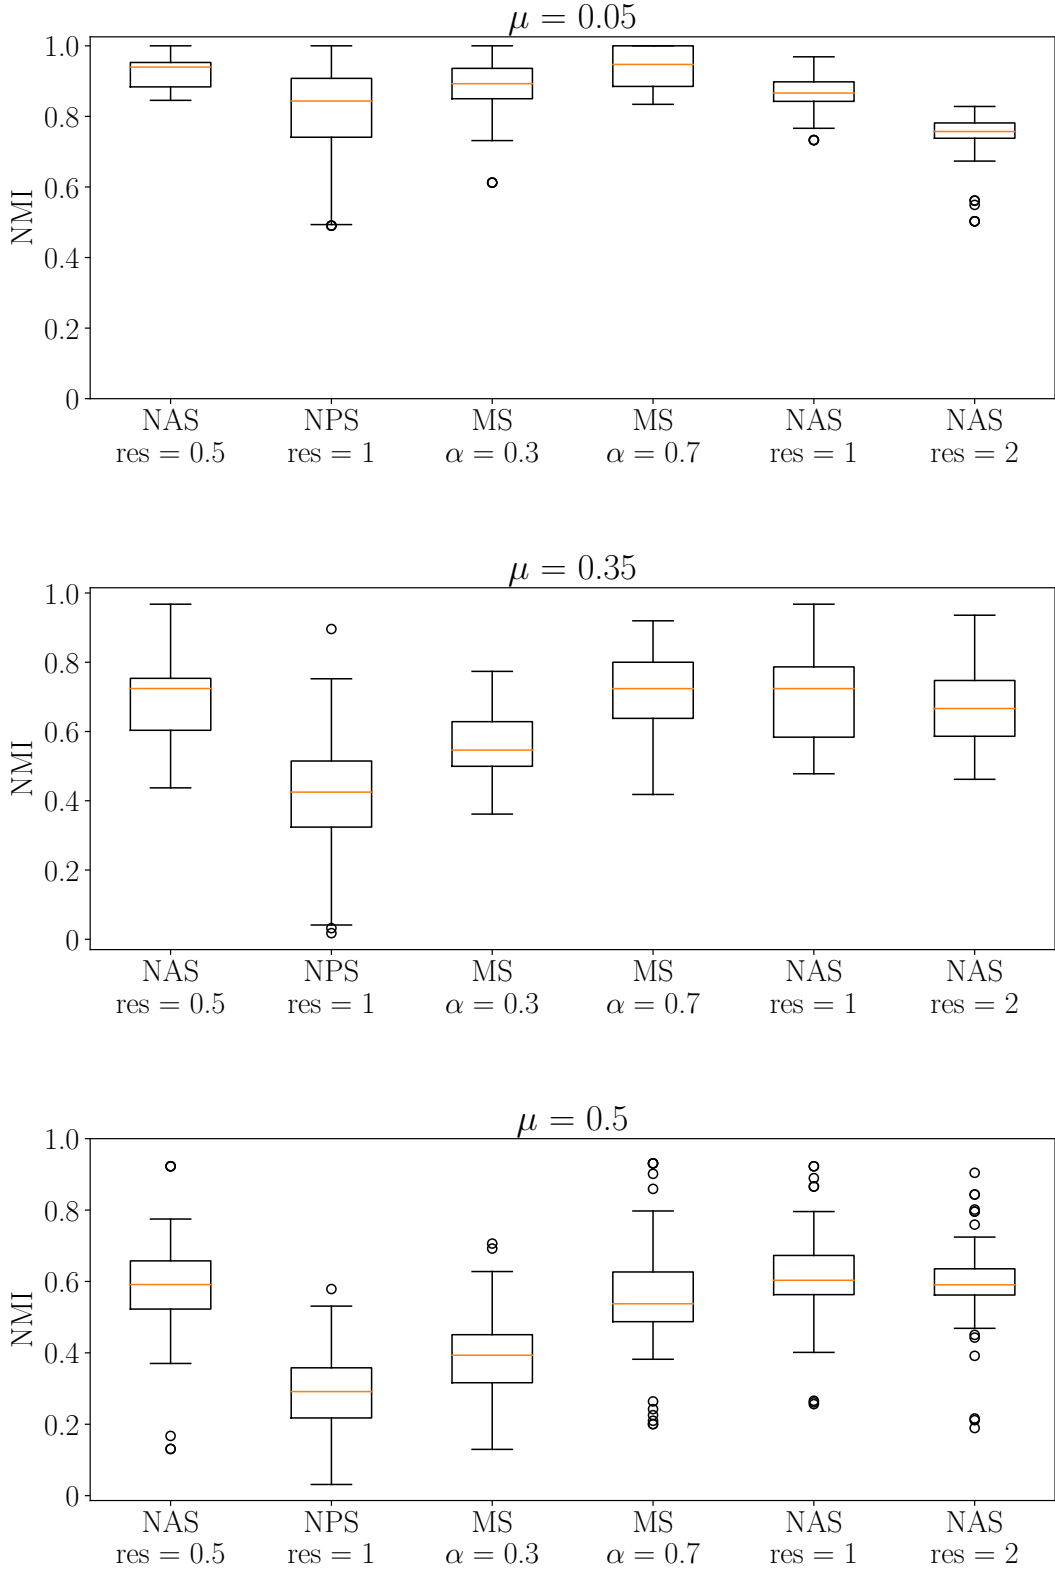 μ = 0.05
1.0
0.8
0.6
0.4
0.2
0
NMI
NAS NPS MS MS NAS NAS
res = 0.5 res = 1 α = 0.3 α = 0.7 res = 1 res = 2
μ = 0.35
1.0
0.8
0.6
0.4
0.2
0
NMI
NAS NPS MS MS NAS NAS
res = 0.5 res = 1 α = 0.3 α = 0.7 res = 1 res = 2
μ = 0.5
1.0
0.8
0.6
0.4
0.2
0
NMI
NAS NPS MS MS NAS NAS
res = 0.5 res = 1 α = 0.3 α = 0.7 res = 1 res = 2